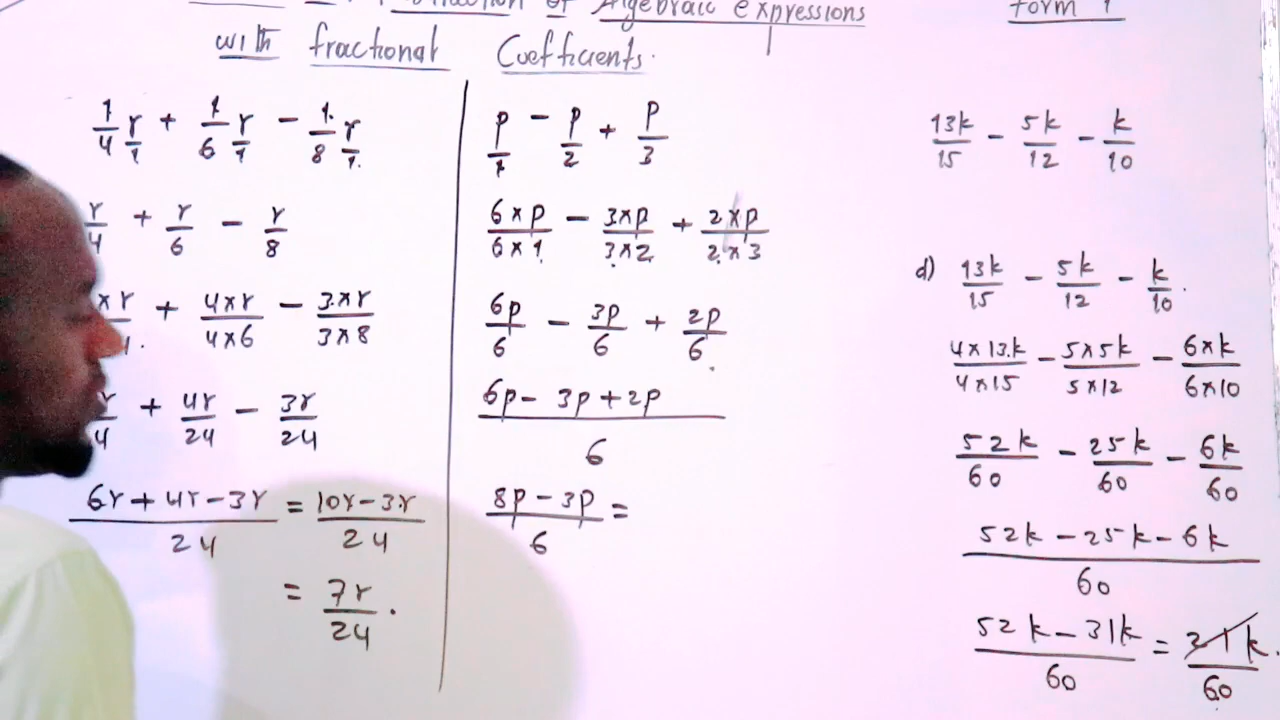 of Algebraic expressions
form 1
with fractional Coefficients.
1/4 r/1 + 1/6 r/1 - 1/8 r/1.
r/4 + r/6 - r/8
× r + 4×r/4×6 - 3×r/3×8
+ 4r/24 - 3r/24
6r + 4r - 3r/24 = 10r - 3r/24
= 7r/24.
p/1 - p/2 + p/3
6×p/6×1 - 3×p/3×2 + 2×p/2×3
6p/6 - 3p/6 + 2p/6
6p - 3p + 2p/6
8p - 3p/6 =
13k/15 - 5k/12 - k/10
d) 13k/15 - 5k/12 - k/10.
4×13k/4×15 - 5×5k/5×12 - 6×k/6×10
52k/60 - 25k/60 - 6k/60
52k - 25k - 6k/60
52k - 31k/60 = k/60